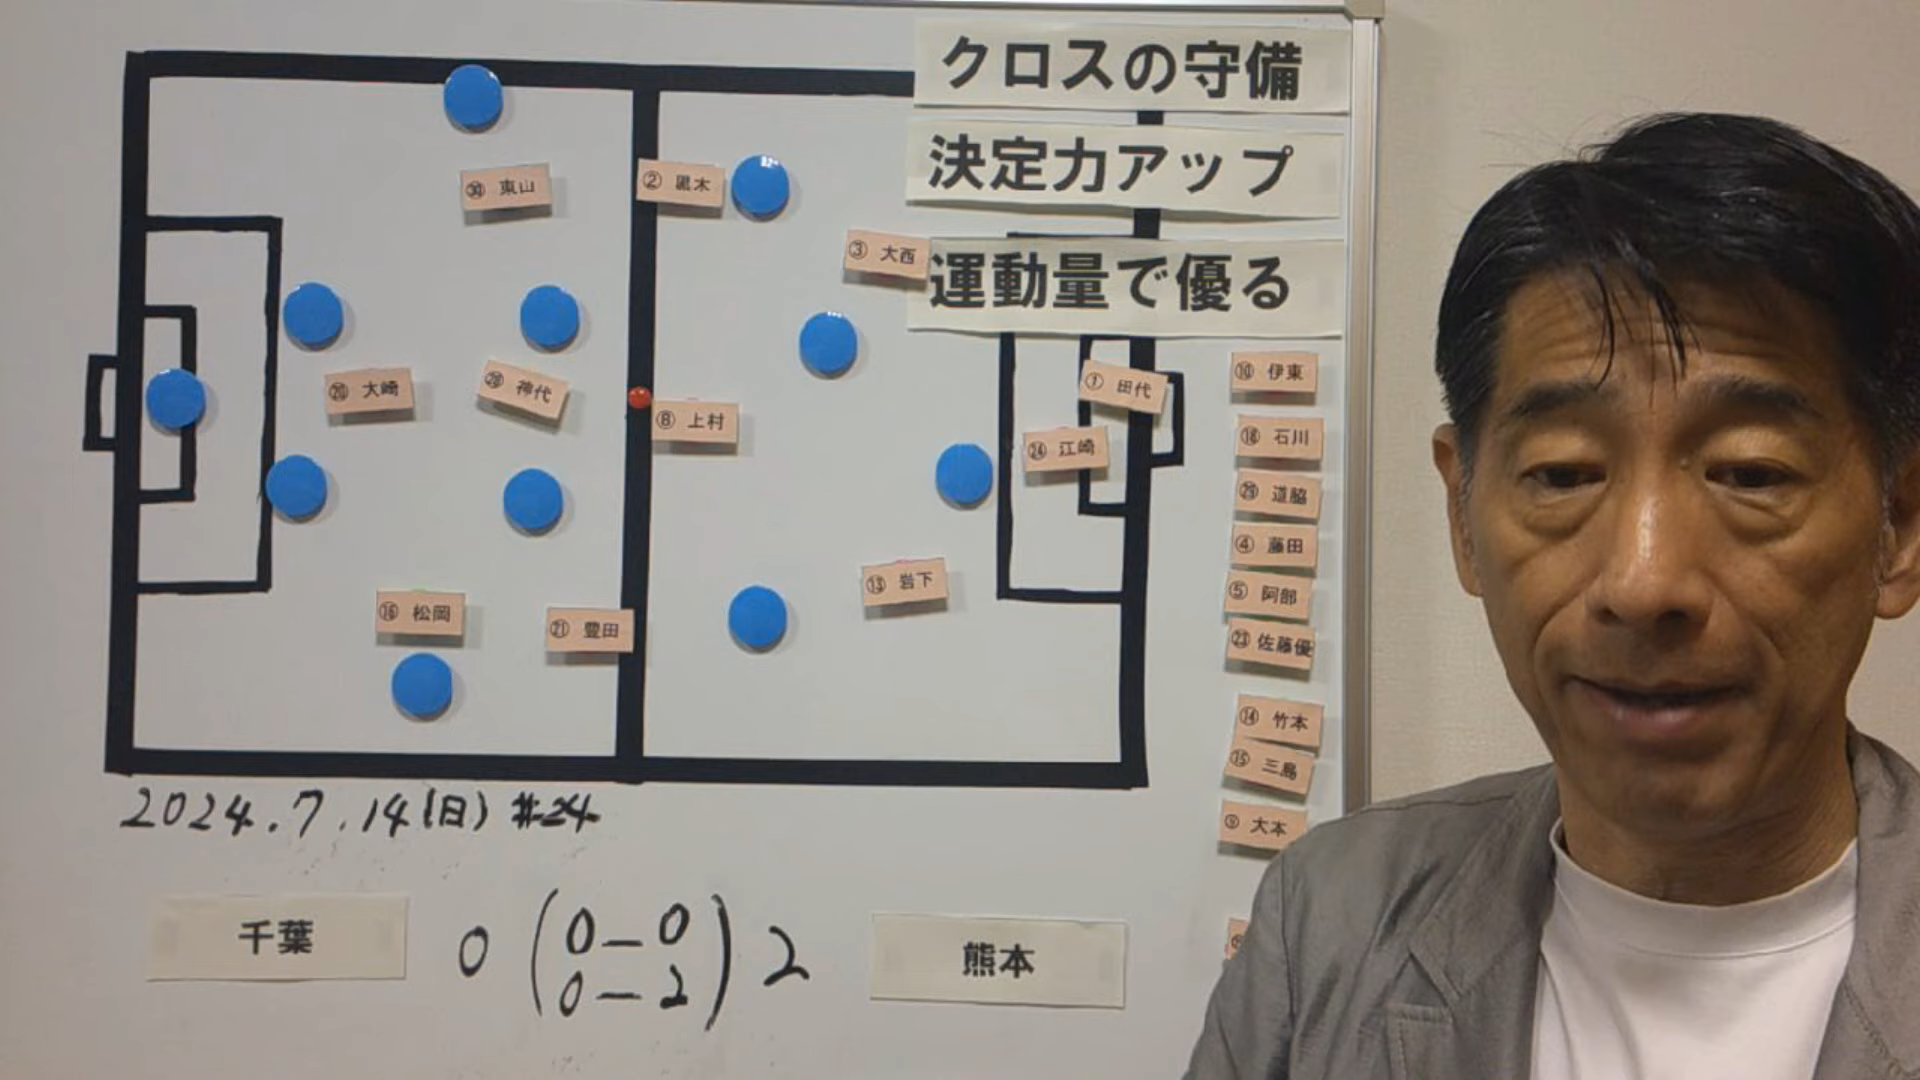 クロスの守備
決定力アップ
運動量で優る
㉚ 東山
② 黒木
③ 大西
⑳ 大崎
㉘ 神代
⑧ 上村
① 田代
㉔ 江崎
⑯ 松岡
㉑ 豊田
⑬ 岩下
⑩ 伊東
⑱ 石川
㉙ 道脇
④ 藤田
⑤ 阿部
㉓ 佐藤優
⑭ 竹本
⑮ 三島
⑨ 大本
2024.7.14(日) #24
千葉 0 (0-0 0-2) 2 熊本